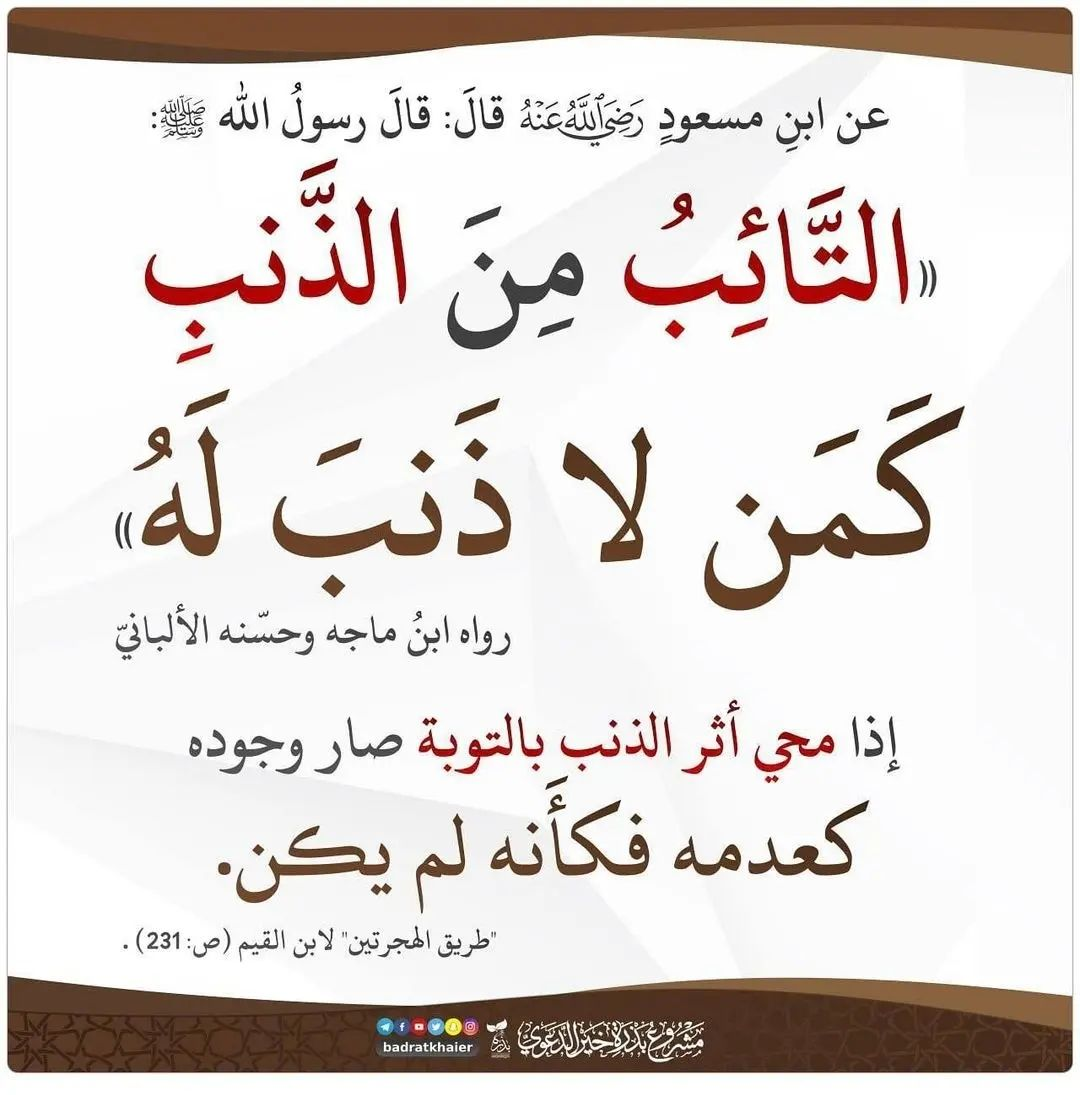 عن ابنِ مسعودٍ رَضِيَ اللَّهُ عَنْهُ قالَ: قالَ رسولُ الله ﷺ:
«التَّائِبُ مِنَ الذَّنبِ
كَمَن لا ذَنبَ لَهُ»
رواه ابنُ ماجه وحسّنه الألبانيّ
إذا محي أثر الذنب بالتوبة صار وجوده
كعدمه فكأَنه لم يكن.
"طريق الهجرتين" لابن القيم (ص: 231) .
مشروع بذرة خير الدعوي
بذرة
badratkhaier